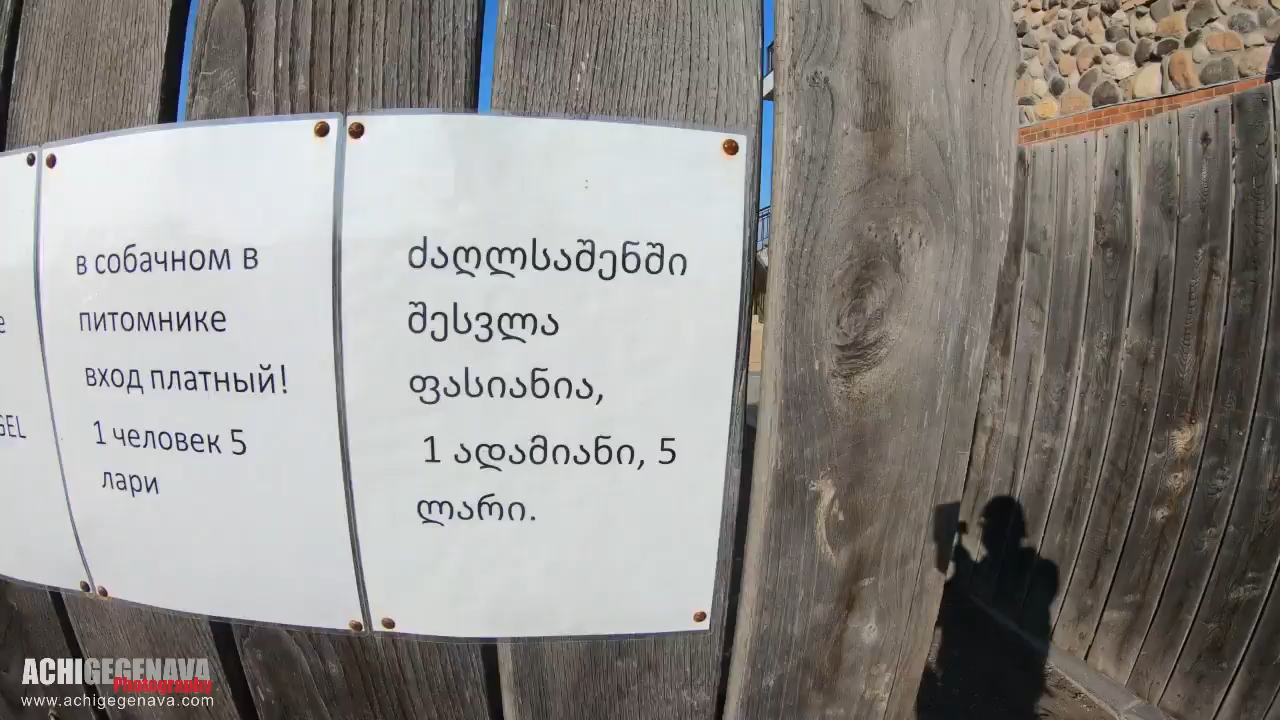 GEL
в собачном в
питомнике
вход платный!
1 человек 5
лари
ძაღლსაშენში
შესვლა
ფასიანია,
1 ადამიანი, 5
ლარი.
ACHIGEGENAVA
Photography
www.achigegenava.com